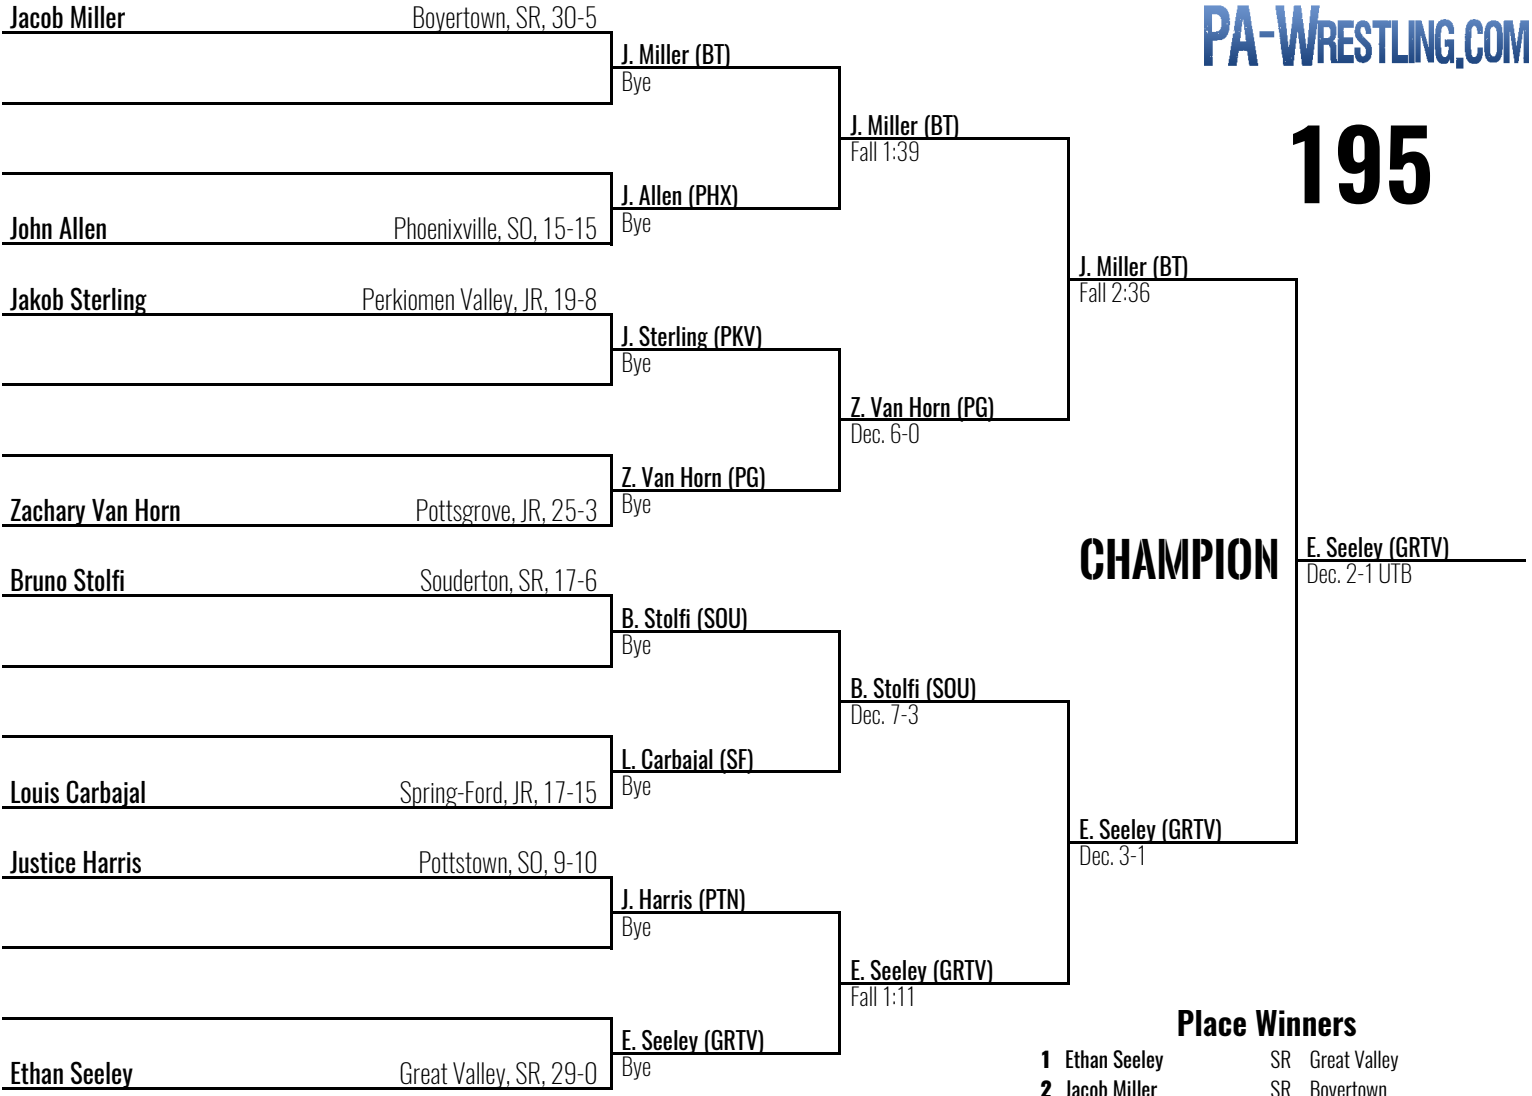 Jacob Miller Boyertown, SR, 30-5
PA-WRESTLING.COM
J. Miller (BT)
Bye
J. Miller (BT)
Fall 1:39
195
J. Allen (PHX)
Bye
John Allen Phoenixville, SO, 15-15
J. Miller (BT)
Fall 2:36
Jakob Sterling Perkiomen Valley, JR, 19-8
J. Sterling (PKV)
Bye
Z. Van Horn (PG)
Dec. 6-0
Z. Van Horn (PG)
Bye
Zachary Van Horn Pottsgrove, JR, 25-3
CHAMPION
E. Seeley (GRTV)
Dec. 2-1 UTB
Bruno Stolfi Souderton, SR, 17-6
B. Stolfi (SOU)
Bye
B. Stolfi (SOU)
Dec. 7-3
L. Carbajal (SF)
Bye
Louis Carbajal Spring-Ford, JR, 17-15
E. Seeley (GRTV)
Dec. 3-1
Justice Harris Pottstown, SO, 9-10
J. Harris (PTN)
Bye
E. Seeley (GRTV)
Fall 1:11
E. Seeley (GRTV)
Bye
Ethan Seeley Great Valley, SR, 29-0
Place Winners
1 Ethan Seeley SR Great Valley
2 Jacob Miller SR Boyertown